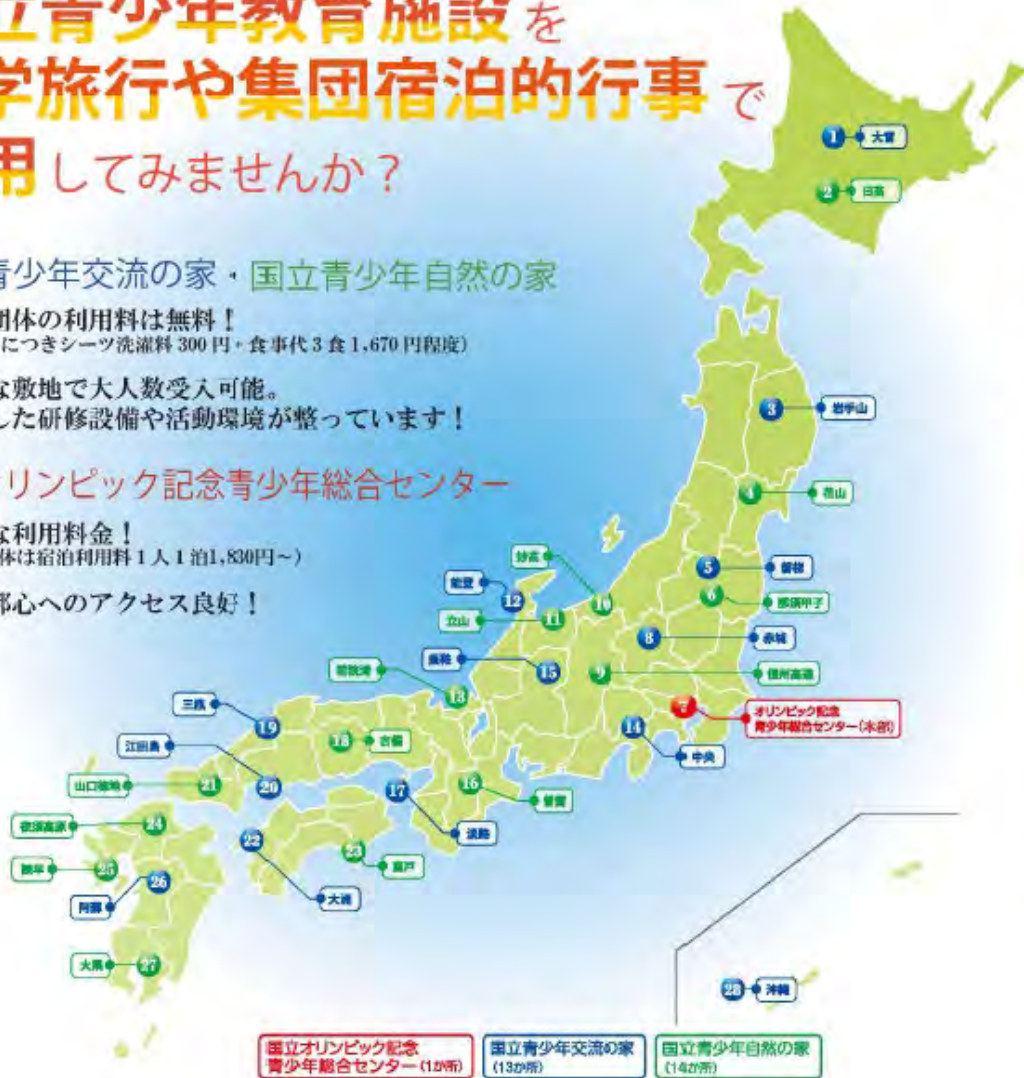 立青少年教育施設を
学旅行や集団宿泊的行事で
用してみませんか？
青少年交流の家・国立青少年自然の家
団体の利用料は無料！
につきシーツ洗濯料300円・食事代3食1,670円程度）
な敷地で大人数受入可能。
した研修設備や活動環境が整っています！
オリンピック記念青少年総合センター
な利用料金！
体は宿泊利用料1人1泊1,830円～）
都心へのアクセス良好！
1 大雪
2 日高
3 岩手山
4 花山
5 磐梯
6 那須甲子
妙高 10
能登 12
立山 11
8 赤城
乗鞍 15
9 信州高遠
若狭湾 13
7 オリンピック記念
青少年総合センター（本部）
三瓶 19
18 吉備
14 中央
江田島 20
山口徳地 21
17 淡路
16 曽爾
夜須高原 24
22 大洲
23 室戸
諫早 25
阿蘇 26
大隅 27
28 沖縄
国立オリンピック記念
青少年総合センター（1か所）
国立青少年交流の家
（13か所）
国立青少年自然の家
（14か所）